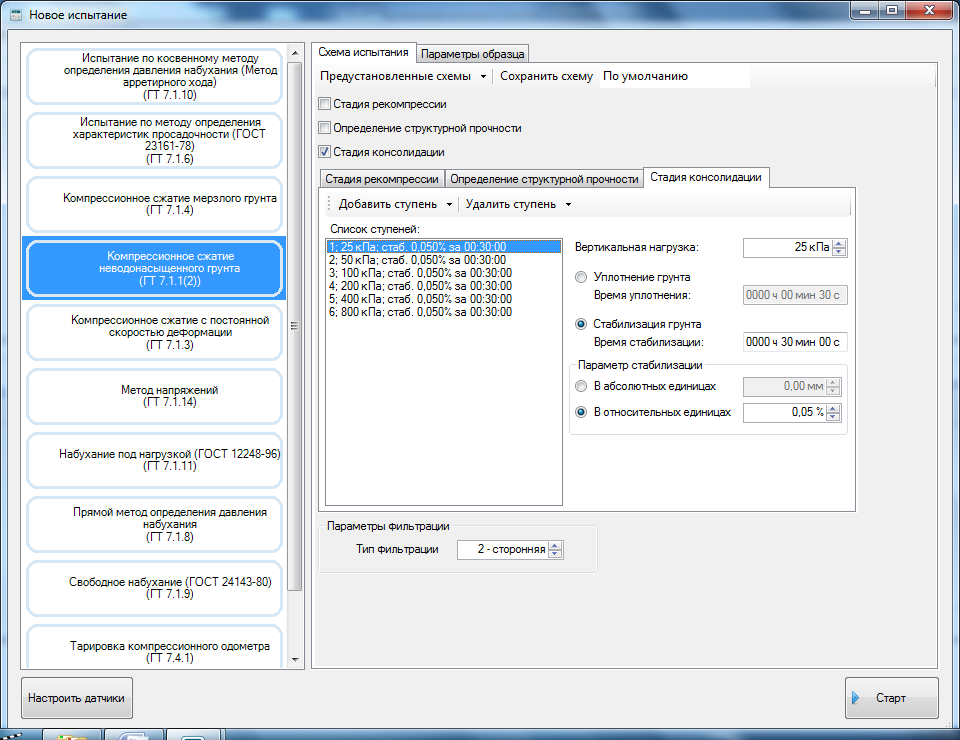 Новое испытание
Испытание по косвенному методу
определения давления набухания (Метод
арретирного хода)
(ГТ 7.1.10)
Испытание по методу определения
характеристик просадочности (ГОСТ
23161-78)
(ГТ 7.1.6)
Компрессионное сжатие мерзлого грунта
(ГТ 7.1.4)
Компрессионное сжатие
неводонасыщенного грунта
(ГТ 7.1.1(2))
Компрессионное сжатие с постоянной
скоростью деформации
(ГТ 7.1.3)
Метод напряжений
(ГТ 7.1.14)
Набухание под нагрузкой (ГОСТ 12248-96)
(ГТ 7.1.11)
Прямой метод определения давления
набухания
(ГТ 7.1.8)
Свободное набухание (ГОСТ 24143-80)
(ГТ 7.1.9)
Тарировка компрессионного одометра
(ГТ 7.4.1)
Настроить датчики
Схема испытания Параметры образца
Предустановленные схемы Сохранить схему По умолчанию
Стадия рекомпрессии
Определение структурной прочности
Стадия консолидации
Стадия рекомпрессии Определение структурной прочности Стадия консолидации
Добавить ступень Удалить ступень
Список ступеней:
1; 25 кПа; стаб. 0,050% за 00:30:00
2; 50 кПа; стаб. 0,050% за 00:30:00
3; 100 кПа; стаб. 0,050% за 00:30:00
4; 200 кПа; стаб. 0,050% за 00:30:00
5; 400 кПа; стаб. 0,050% за 00:30:00
6; 800 кПа; стаб. 0,050% за 00:30:00
Вертикальная нагрузка: 25 кПа
Уплотнение грунта
Время уплотнения: 0000 ч 00 мин 30 с
Стабилизация грунта
Время стабилизации: 0000 ч 30 мин 00 с
Параметр стабилизации
В абсолютных единицах 0,00 мм
В относительных единицах 0,05 %
Параметры фильтрации
Тип фильтрации 2 - сторонняя
Старт